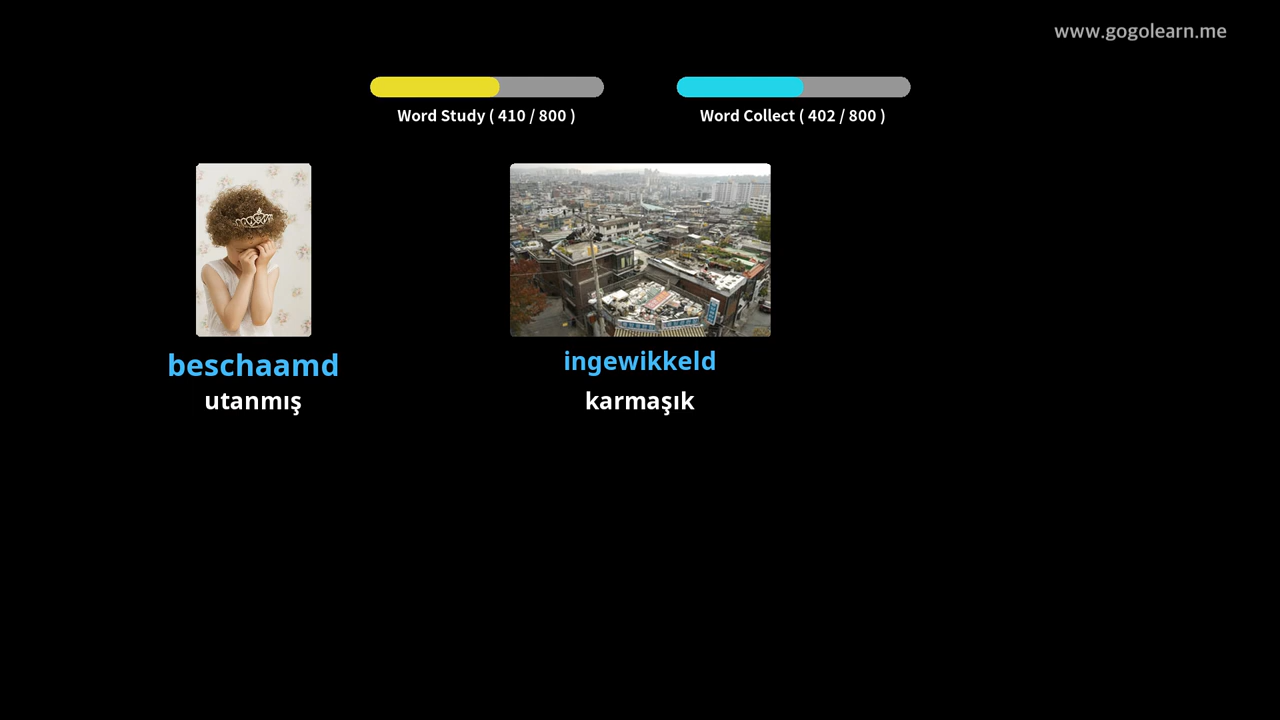 www.gogolearn.me
Word Study ( 410 / 800 )
Word Collect ( 402 / 800 )
beschaamd
utanmış
ingewikkeld
karmaşık